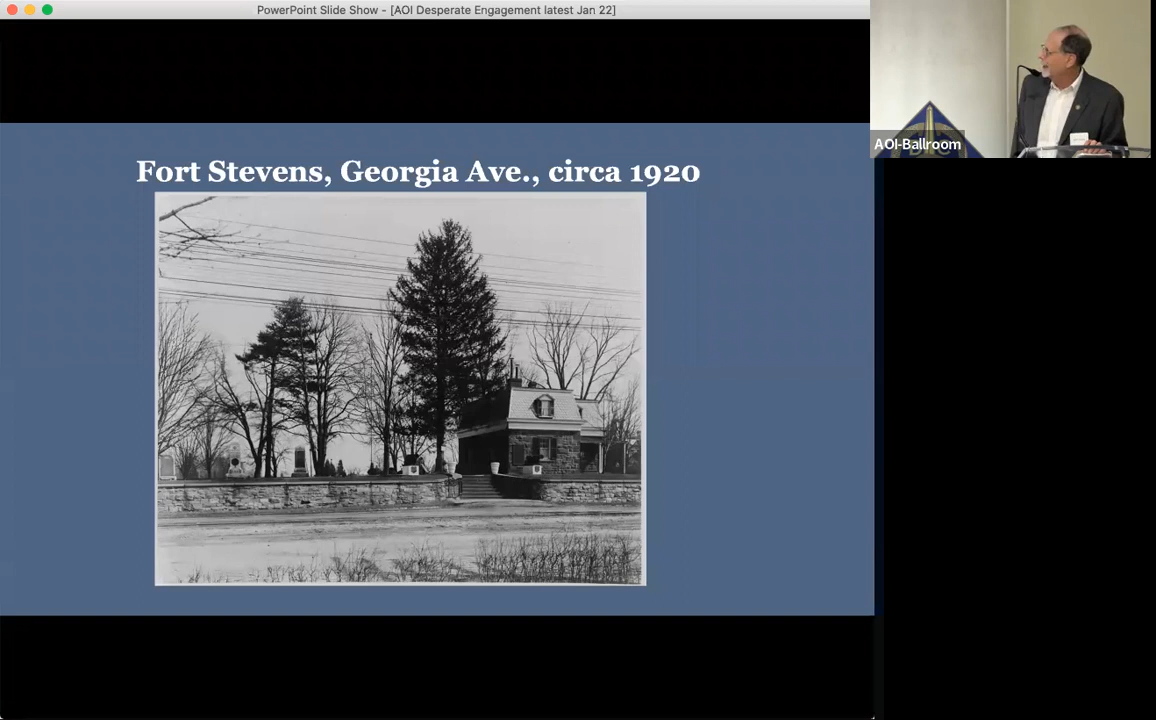 PowerPoint Slide Show - [AOI Desperate Engagement latest Jan 22]
AOI-Ballroom
Fort Stevens, Georgia Ave., circa 1920